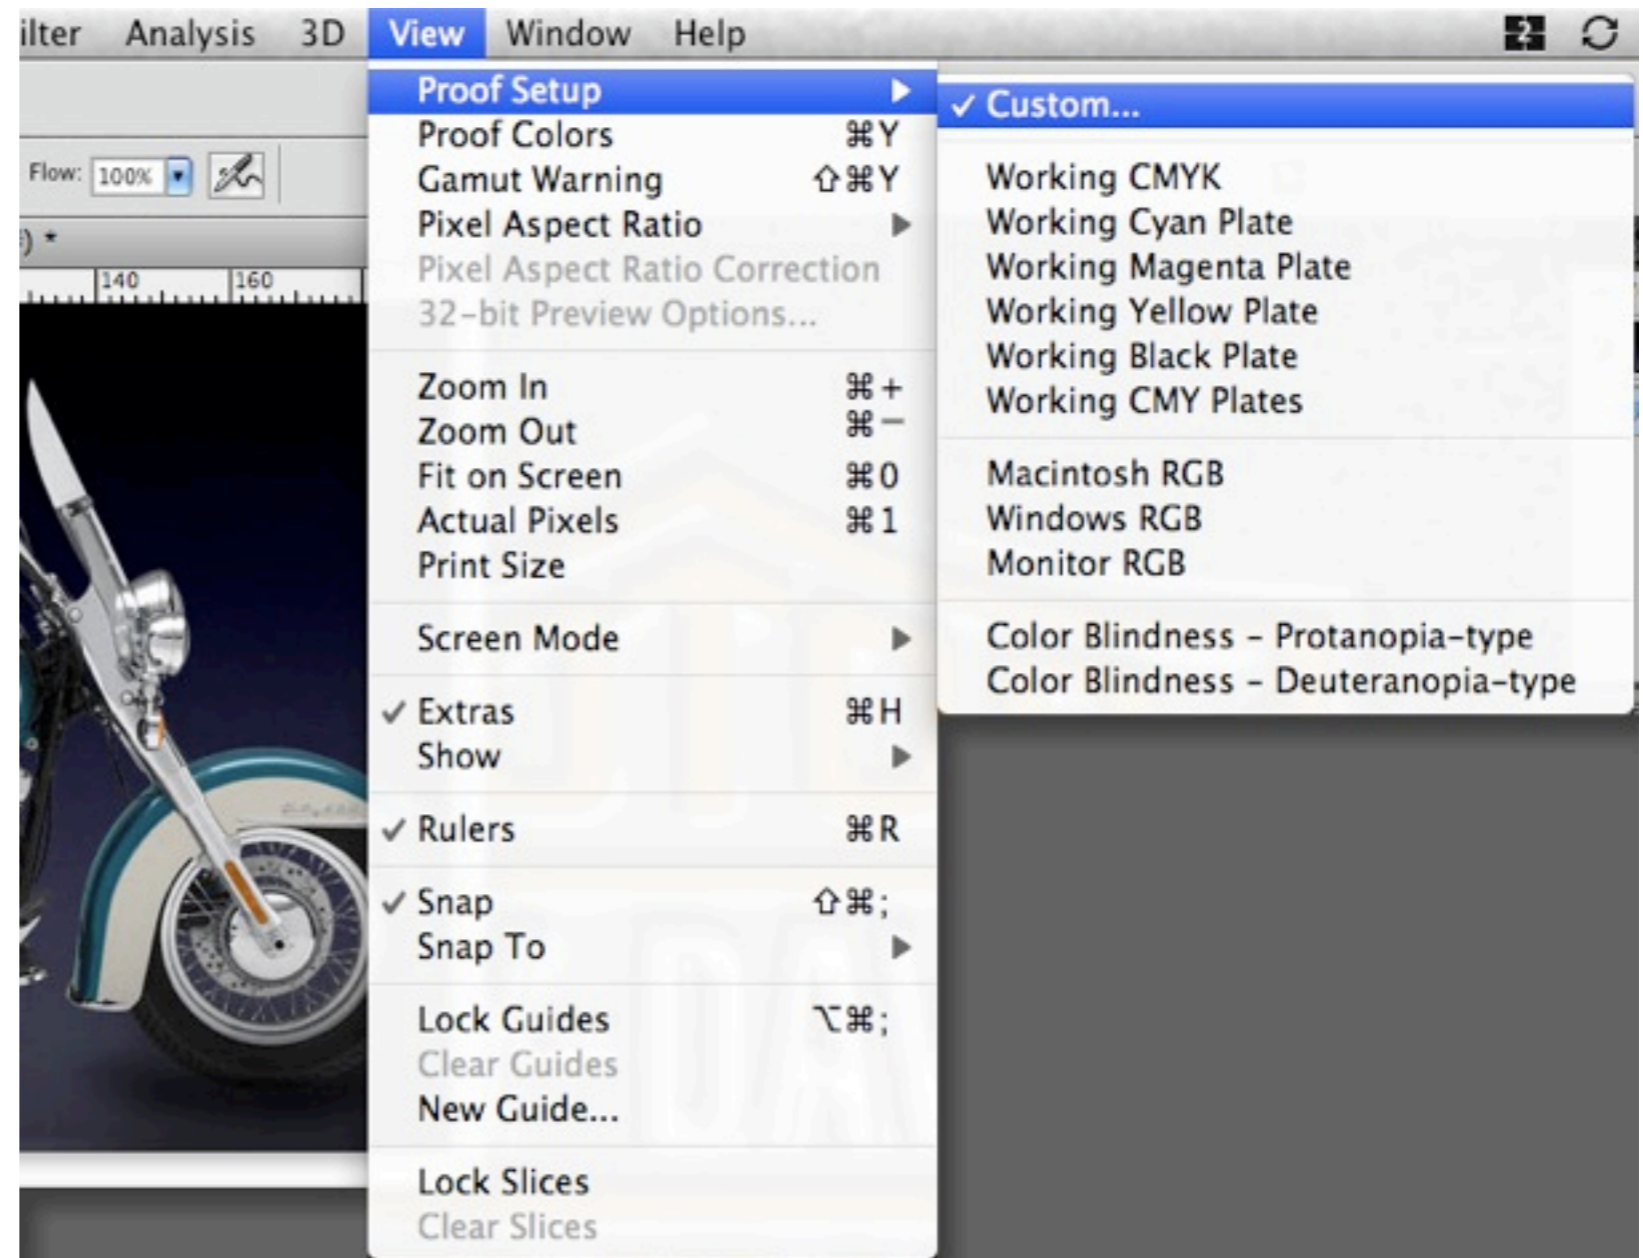 ilter Analysis 3D View Window Help
Flow: 100%
) *
140 160
Proof Setup
Proof Colors ⌘Y
Gamut Warning ⇧⌘Y
Pixel Aspect Ratio
Pixel Aspect Ratio Correction
32-bit Preview Options...
Zoom In ⌘+
Zoom Out ⌘−
Fit on Screen ⌘0
Actual Pixels ⌘1
Print Size
Screen Mode
✓ Extras ⌘H
Show
✓ Rulers ⌘R
✓ Snap ⇧⌘;
Snap To
Lock Guides ⌥⌘;
Clear Guides
New Guide...
Lock Slices
Clear Slices
✓ Custom...
Working CMYK
Working Cyan Plate
Working Magenta Plate
Working Yellow Plate
Working Black Plate
Working CMY Plates
Macintosh RGB
Windows RGB
Monitor RGB
Color Blindness – Protanopia-type
Color Blindness – Deuteranopia-type